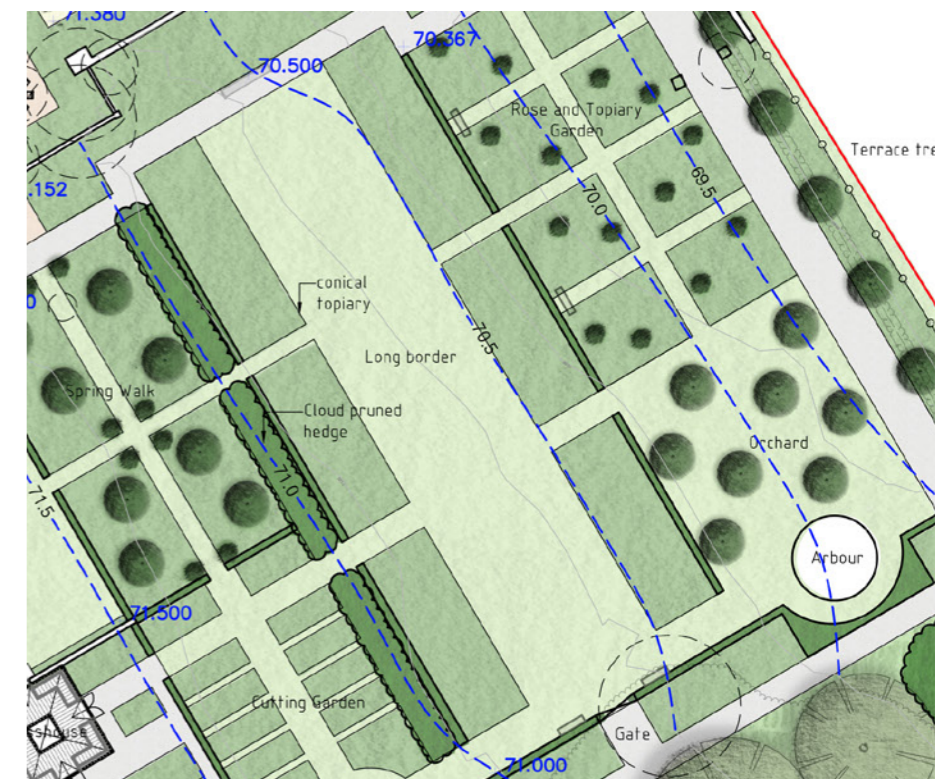 71.380
70.367
70.500
Rose and Topiary
Garden
Terrace tre
.152
69.5
70.0
0
conical
topiary
70.5
Long border
Spring Walk
Cloud pruned
hedge
Orchard
71.0
71.5
Arbour
71.500
Cutting Garden
sshouse
Gate
71.000